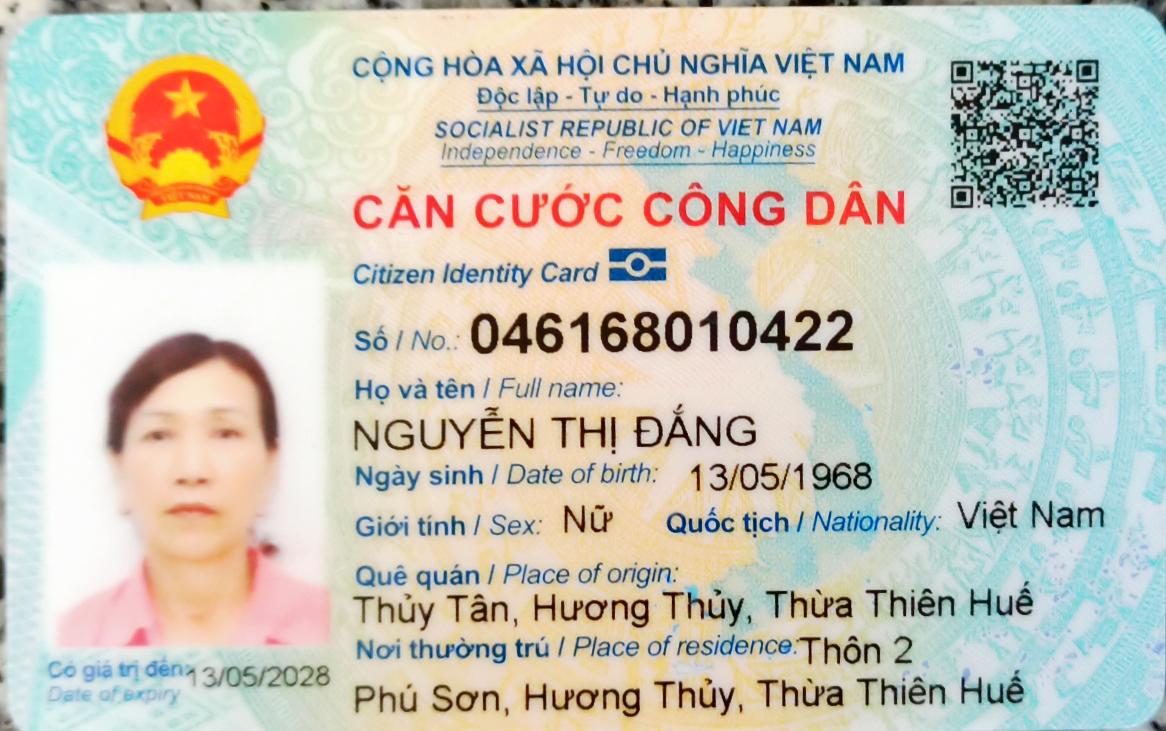 CỘNG HÒA XÃ HỘI CHỦ NGHĨA VIỆT NAM
Độc lập - Tự do - Hạnh phúc
SOCIALIST REPUBLIC OF VIET NAM
Independence - Freedom - Happiness
CĂN CƯỚC CÔNG DÂN
Citizen Identity Card
Số / No.: 046168010422
Họ và tên / Full name:
NGUYỄN THỊ ĐẮNG
Ngày sinh / Date of birth: 13/05/1968
Giới tính / Sex: Nữ Quốc tịch / Nationality: Việt Nam
Quê quán / Place of origin:
Thủy Tân, Hương Thủy, Thừa Thiên Huế
Nơi thường trú / Place of residence: Thôn 2
Phú Sơn, Hương Thủy, Thừa Thiên Huế
Có giá trị đến: 13/05/2028
Date of expiry
VIỆT NAM